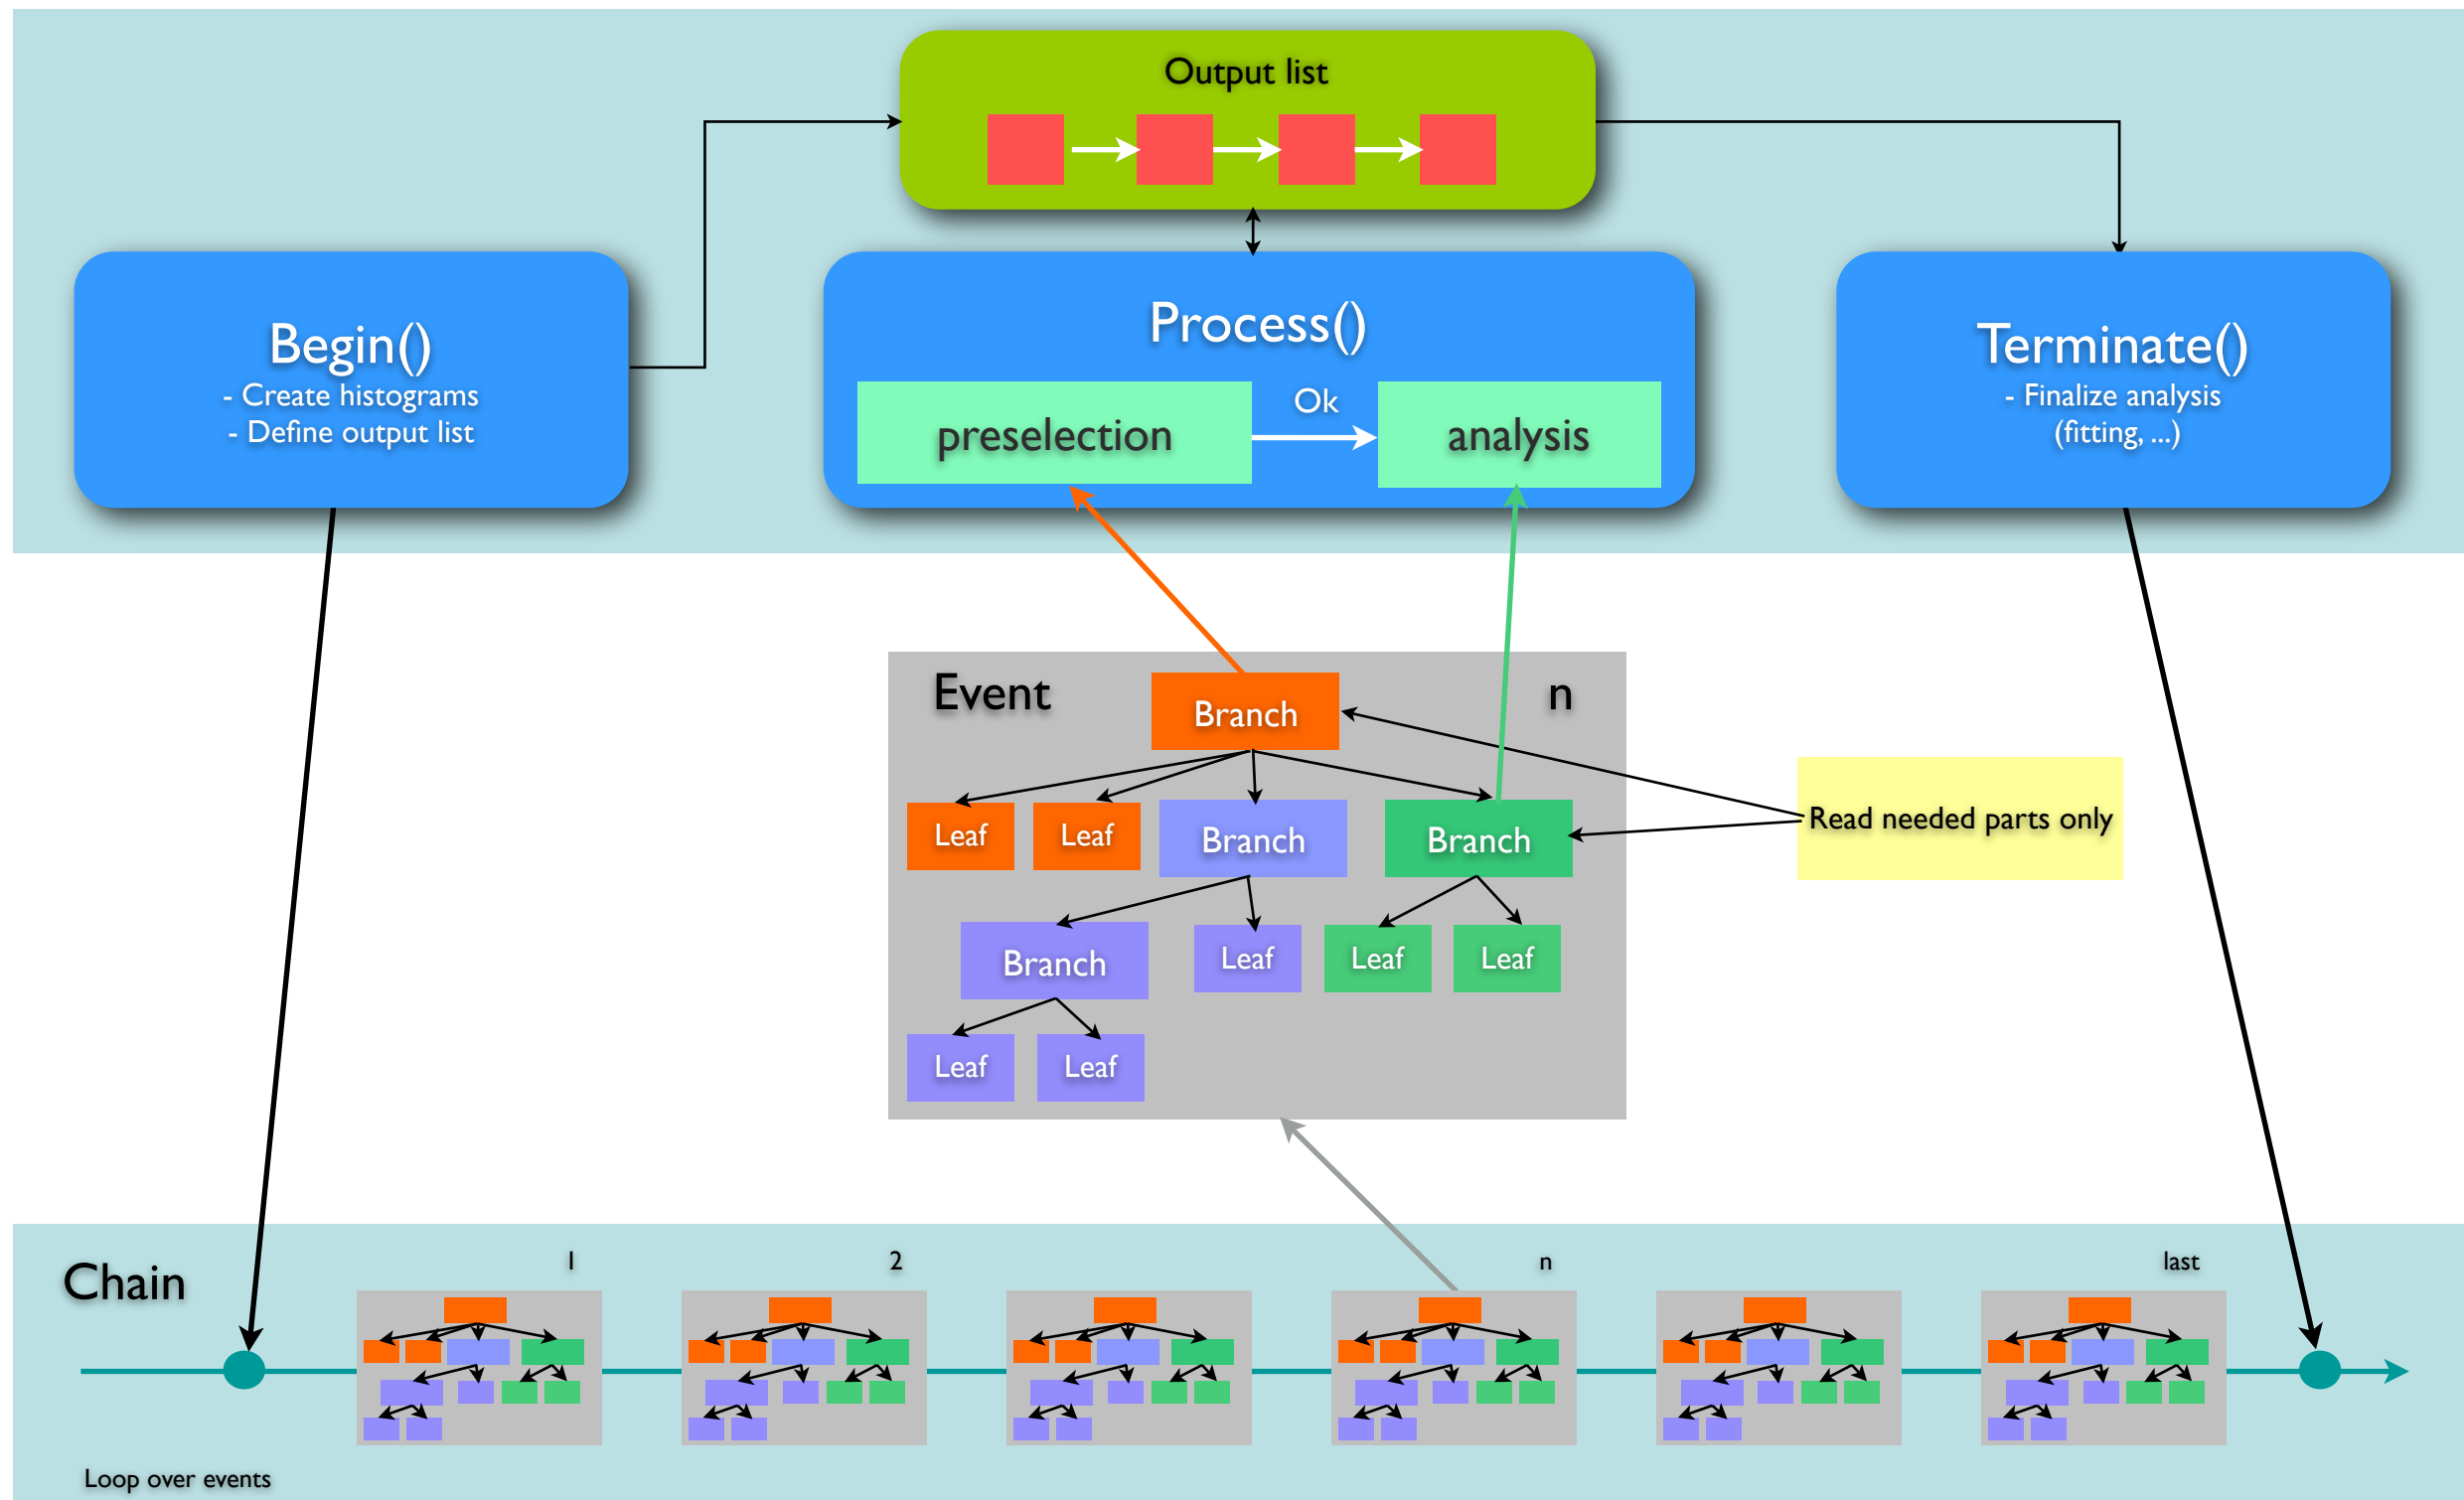 Output list
Begin()
- Create histograms
- Define output list
Process()
preselection
Ok
analysis
Terminate()
- Finalize analysis
(fitting, ...)
Event
n
Branch
Leaf
Leaf
Branch
Branch
Read needed parts only
Branch
Leaf
Leaf
Leaf
Leaf
Leaf
Chain
1
2
n
last
Loop over events